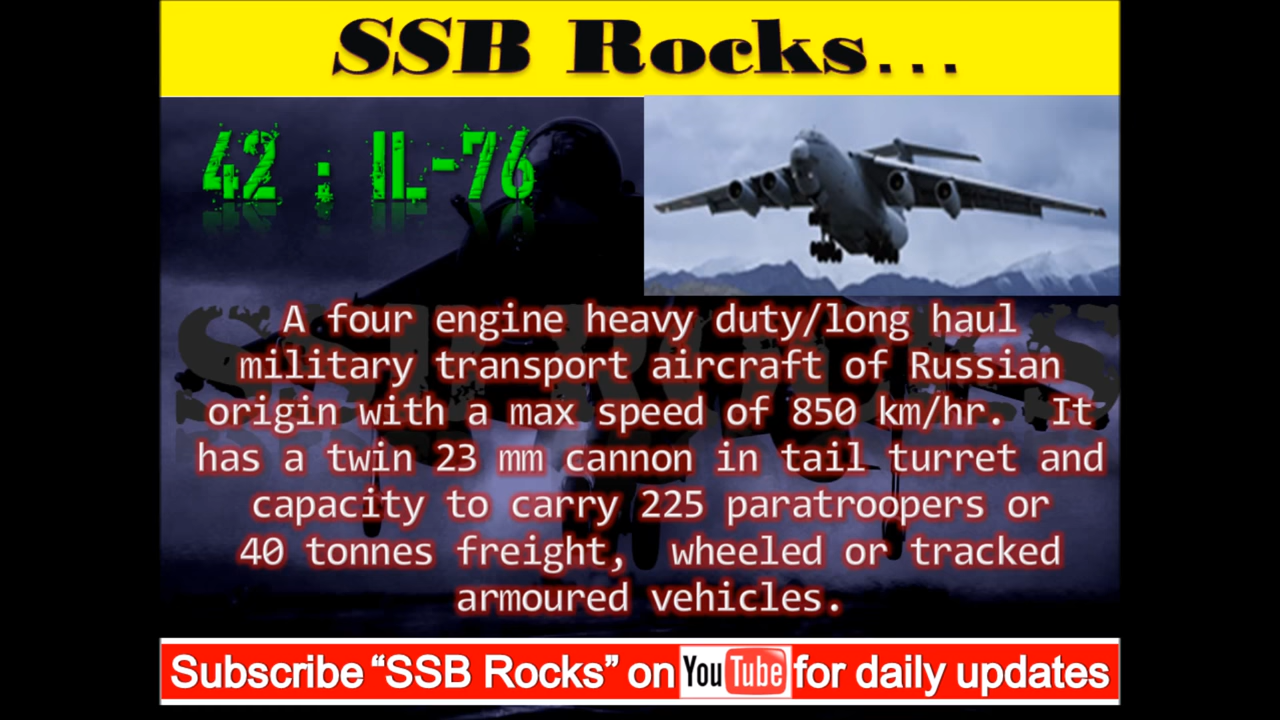 SSB Rocks...
42 : IL-76
SSB ROCKS
A four engine heavy duty/long haul
military transport aircraft of Russian
origin with a max speed of 850 km/hr.  It
has a twin 23 mm cannon in tail turret and
capacity to carry 225 paratroopers or
40 tonnes freight,  wheeled or tracked
armoured vehicles.
Subscribe “SSB Rocks” on YouTube for daily updates